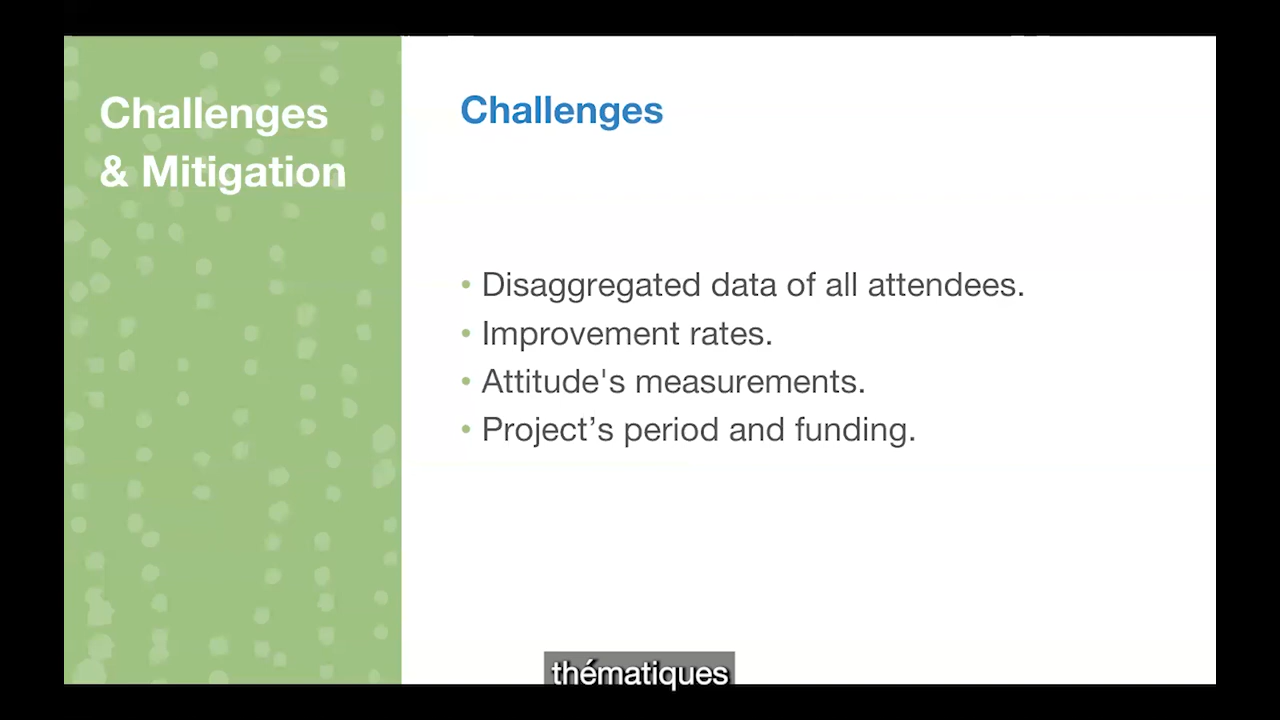 Challenges
& Mitigation
Challenges
• Disaggregated data of all attendees.
• Improvement rates.
• Attitude's measurements.
• Project’s period and funding.
thématiques